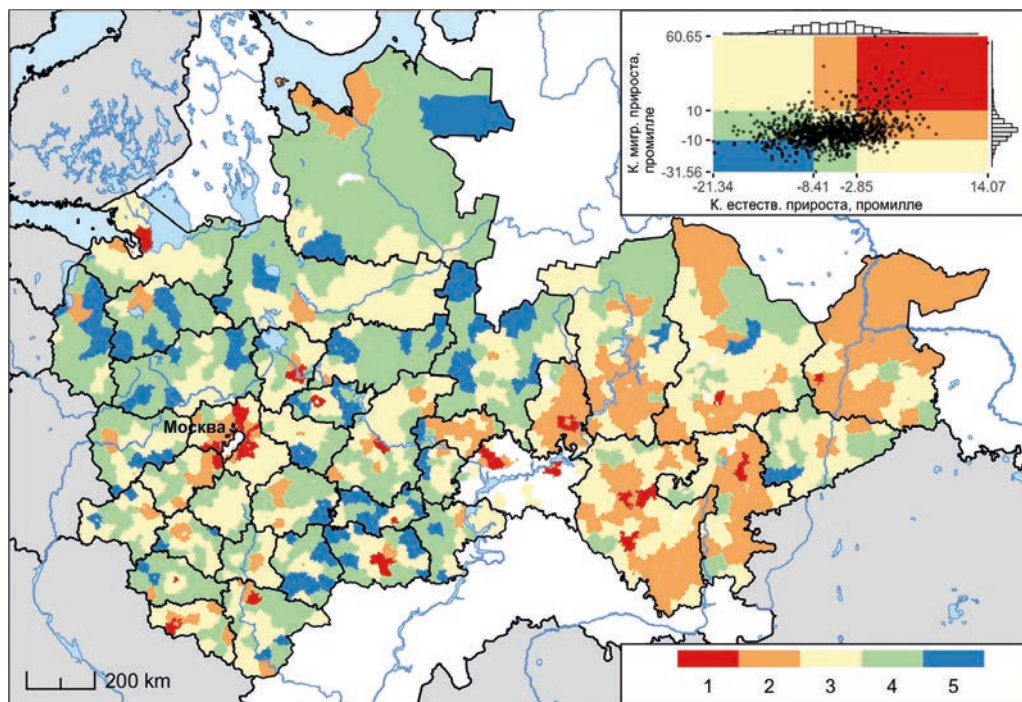 60.65
К. мигр. прироста,
промилле
10
-10
-31.56
-21.34
-8.41
-2.85
14.07
К. естеств. прироста, промилле
Москва
200 km
1 2 3 4 5